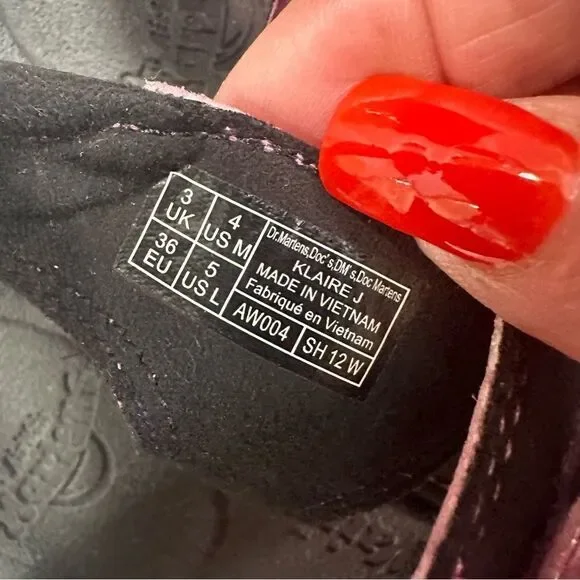 3 UK
4 US M
36 EU
5 US L
Dr.Martens,Doc's,DM's,Doc Martens
KLAIRE J
MADE IN VIETNAM
Fabriqué en Vietnam
AW004
SH 12 W